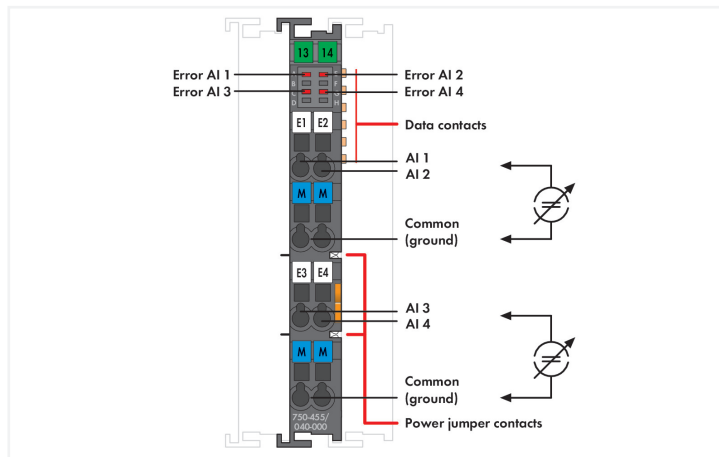 13 14
Error AI 1
Error AI 2
Error AI 3
Error AI 4
B
C
D
H
Data contacts
E1 E2
AI 1
AI 2
M M
Common
(ground)
E3 E4
AI 3
AI 4
M M
Common
(ground)
750-455/
040-000
Power jumper contacts